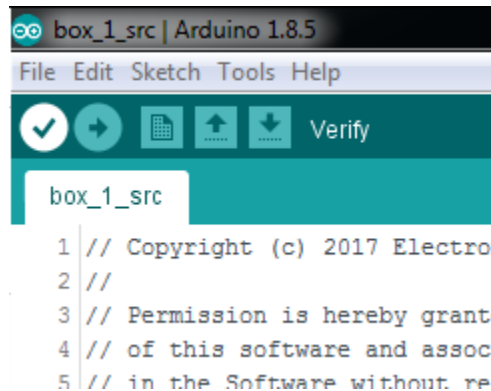 box_1_src | Arduino 1.8.5
File Edit Sketch Tools Help
Verify
box_1_src
1 // Copyright (c) 2017 Electro
2 //
3 // Permission is hereby grant
4 // of this software and assoc
5 // in the Software without re